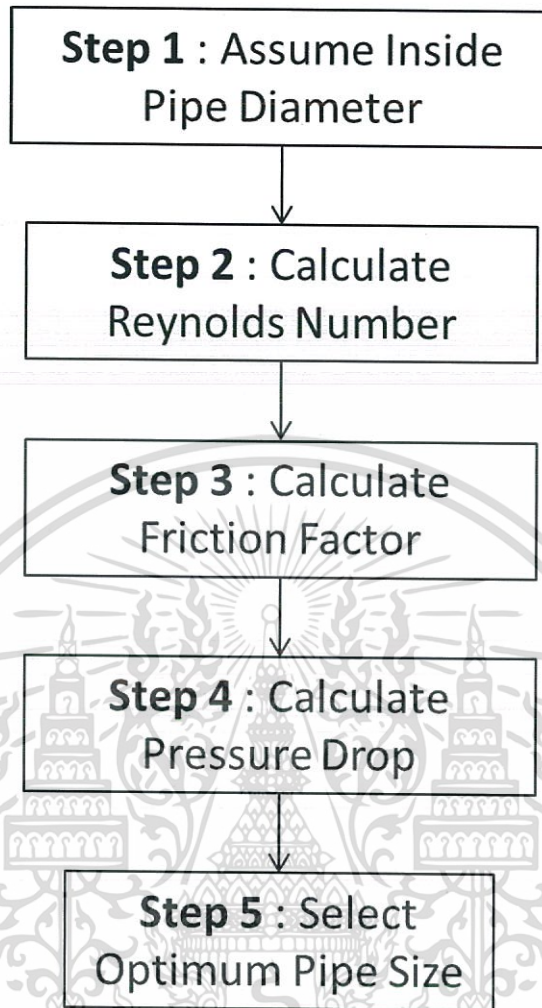 Step 1 : Assume Inside
Pipe Diameter
Step 2 : Calculate
Reynolds Number
Step 3 : Calculate
Friction Factor
Step 4 : Calculate
Pressure Drop
Step 5 : Select
Optimum Pipe Size